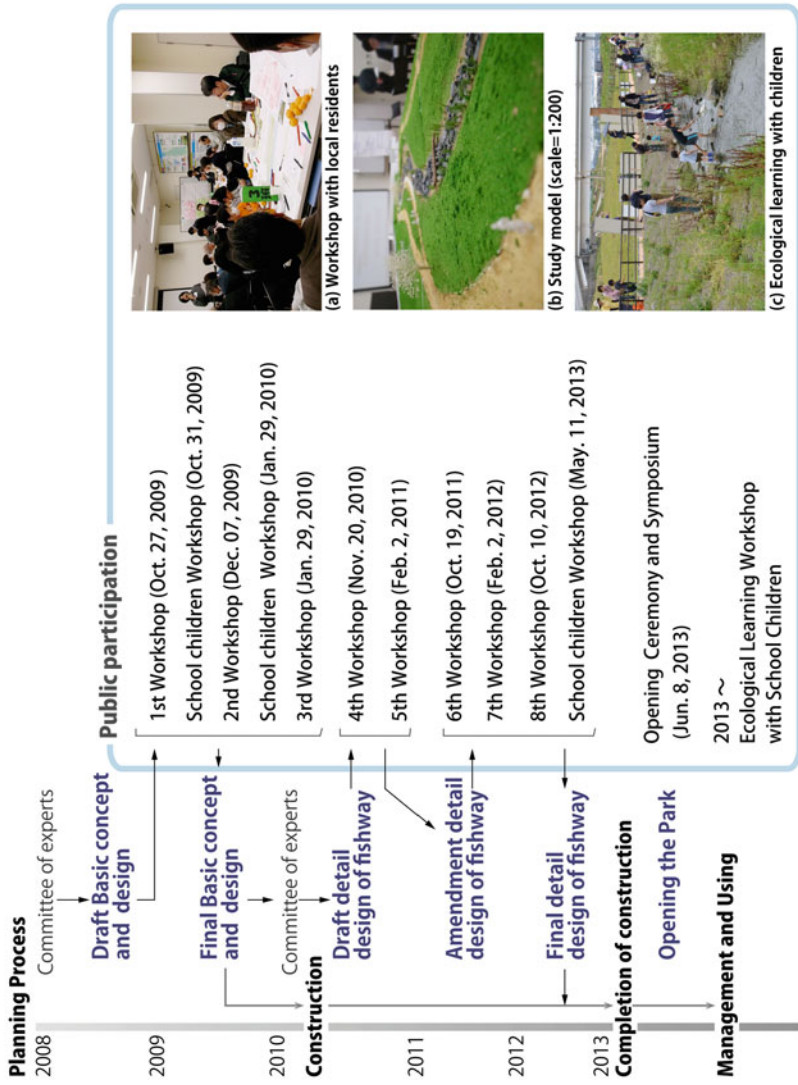 Planning Process
2008
2009
2010
Construction
2011
2012
2013
Completion of construction
Management and Using
Committee of experts
Draft Basic concept
and design
Final Basic concept
and design
Committee of experts
Draft detail
design of fishway
Amendment detail
design of fishway
Final detail
design of fishway
Opening the Park
Public participation
1st Workshop (Oct. 27, 2009 )
School children Workshop (Oct. 31, 2009)
2nd Workshop (Dec. 07, 2009)
School children Workshop (Jan. 29, 2010)
3rd Workshop (Jan. 29, 2010)
4th Workshop (Nov. 20, 2010)
5th Workshop (Feb. 2, 2011)
6th Workshop (Oct. 19, 2011)
7th Workshop (Feb. 2, 2012)
8th Workshop (Oct. 10, 2012)
School children Workshop (May. 11, 2013)
Opening Ceremony and Symposium
(Jun. 8, 2013)
2013 ～
Ecological Learning Workshop
with School Children
(a) Workshop with local residents
(b) Study model (scale=1:200)
(c) Ecological learning with children